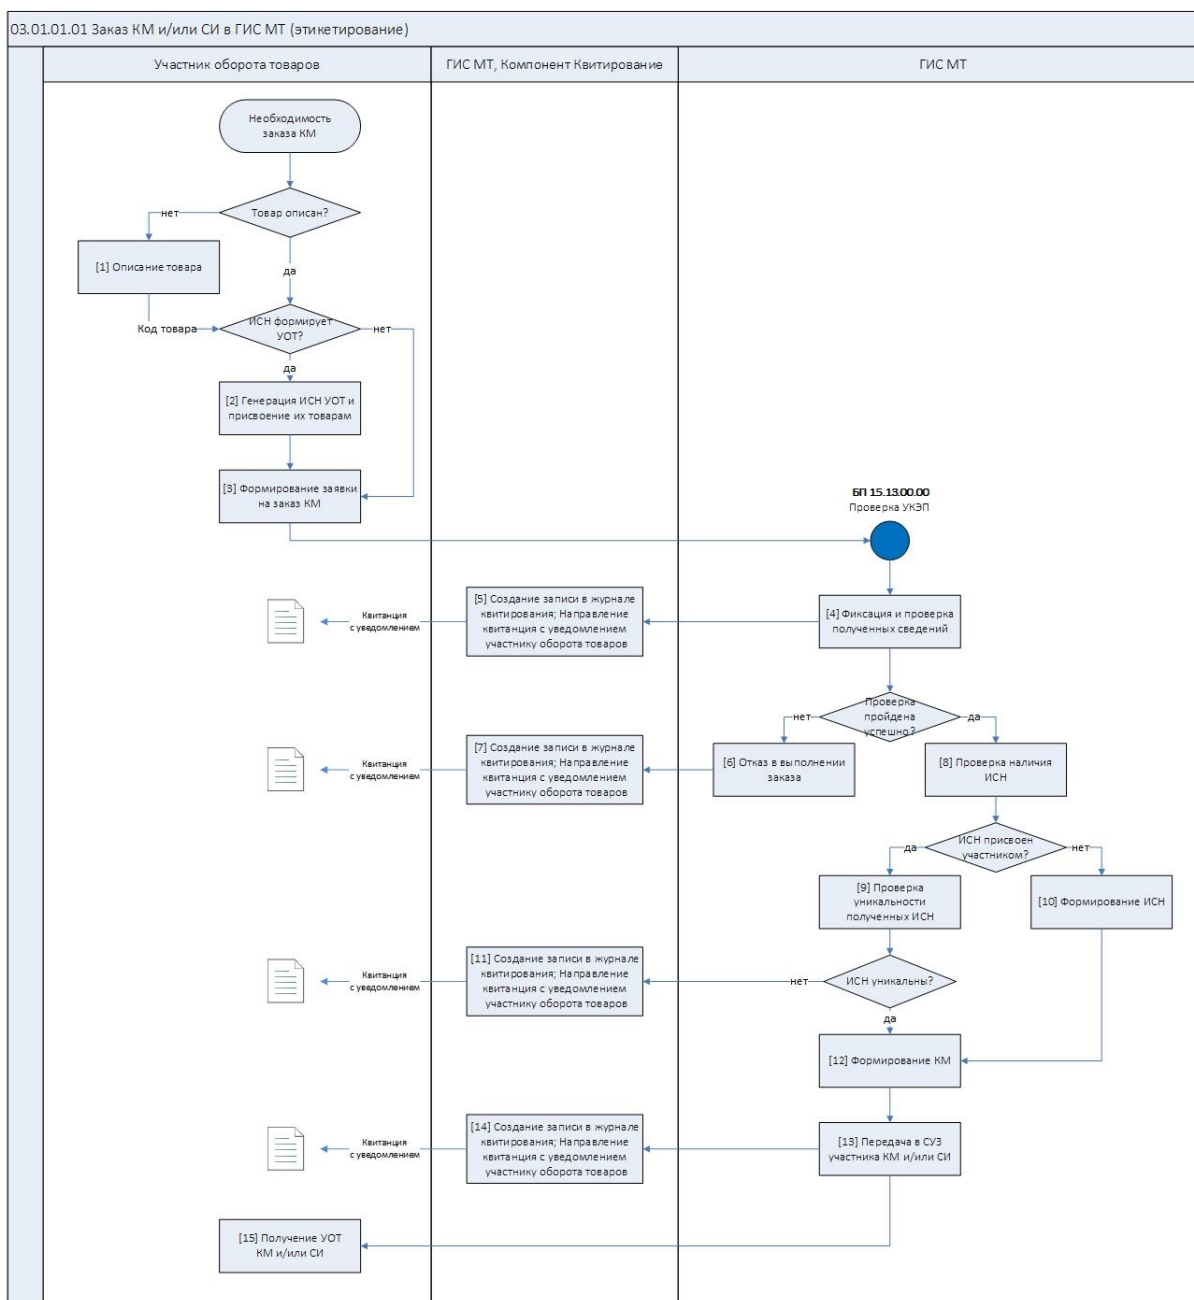 03.01.01.01 Заказ КМ и/или СИ в ГИС МТ (этикетирование)
Участник оборота товаров
ГИС МТ, Компонент Квитирование
ГИС МТ
Необходимость
заказа КМ
Товар описан?
нет
[1] Описание товара
да
Код товара
ИСН формирует
УОТ?
нет
да
[2] Генерация ИСН УОТ и
присвоение их товарам
[3] Формирование заявки
на заказ КМ
БП 15.13.00.00
Проверка УКЭП
[4] Фиксация и проверка
полученных сведений
[5] Создание записи в журнале
квитирования; Направление
квитанция с уведомлением
участнику оборота товаров
Квитанция
с уведомлением
Проверка
пройдена
успешно?
нет
да
[6] Отказ в выполнении
заказа
[7] Создание записи в журнале
квитирования; Направление
квитанция с уведомлением
участнику оборота товаров
Квитанция
с уведомлением
[8] Проверка наличия
ИСН
ИСН присвоен
участником?
да
нет
[9] Проверка
уникальности
полученных ИСН
[10] Формирование ИСН
ИСН уникальны?
нет
да
[11] Создание записи в журнале
квитирования; Направление
квитанция с уведомлением
участнику оборота товаров
Квитанция
с уведомлением
[12] Формирование КМ
[13] Передача в СУЗ
участника КМ и/или СИ
[14] Создание записи в журнале
квитирования; Направление
квитанция с уведомлением
участнику оборота товаров
Квитанция
с уведомлением
[15] Получение УОТ
КМ и/или СИ